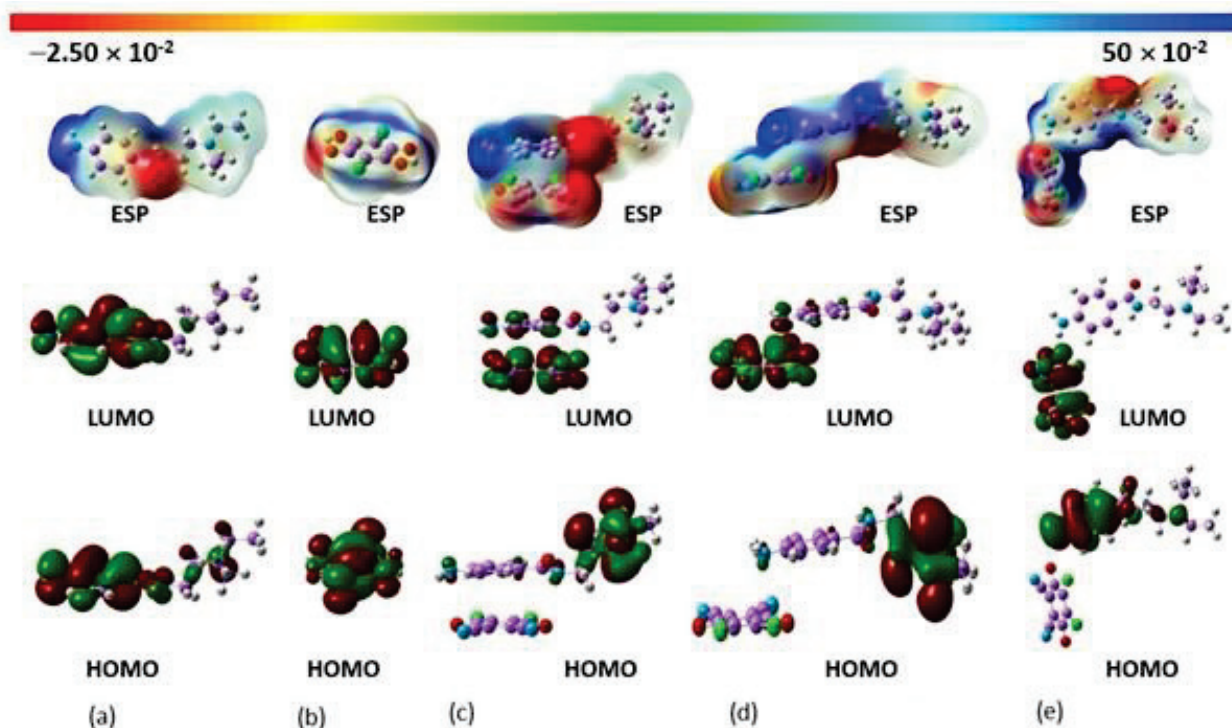 −2.50 × 10⁻² 50 × 10⁻²
ESP ESP ESP ESP ESP
LUMO LUMO LUMO LUMO LUMO
HOMO HOMO HOMO HOMO HOMO
(a) (b) (c) (d) (e)